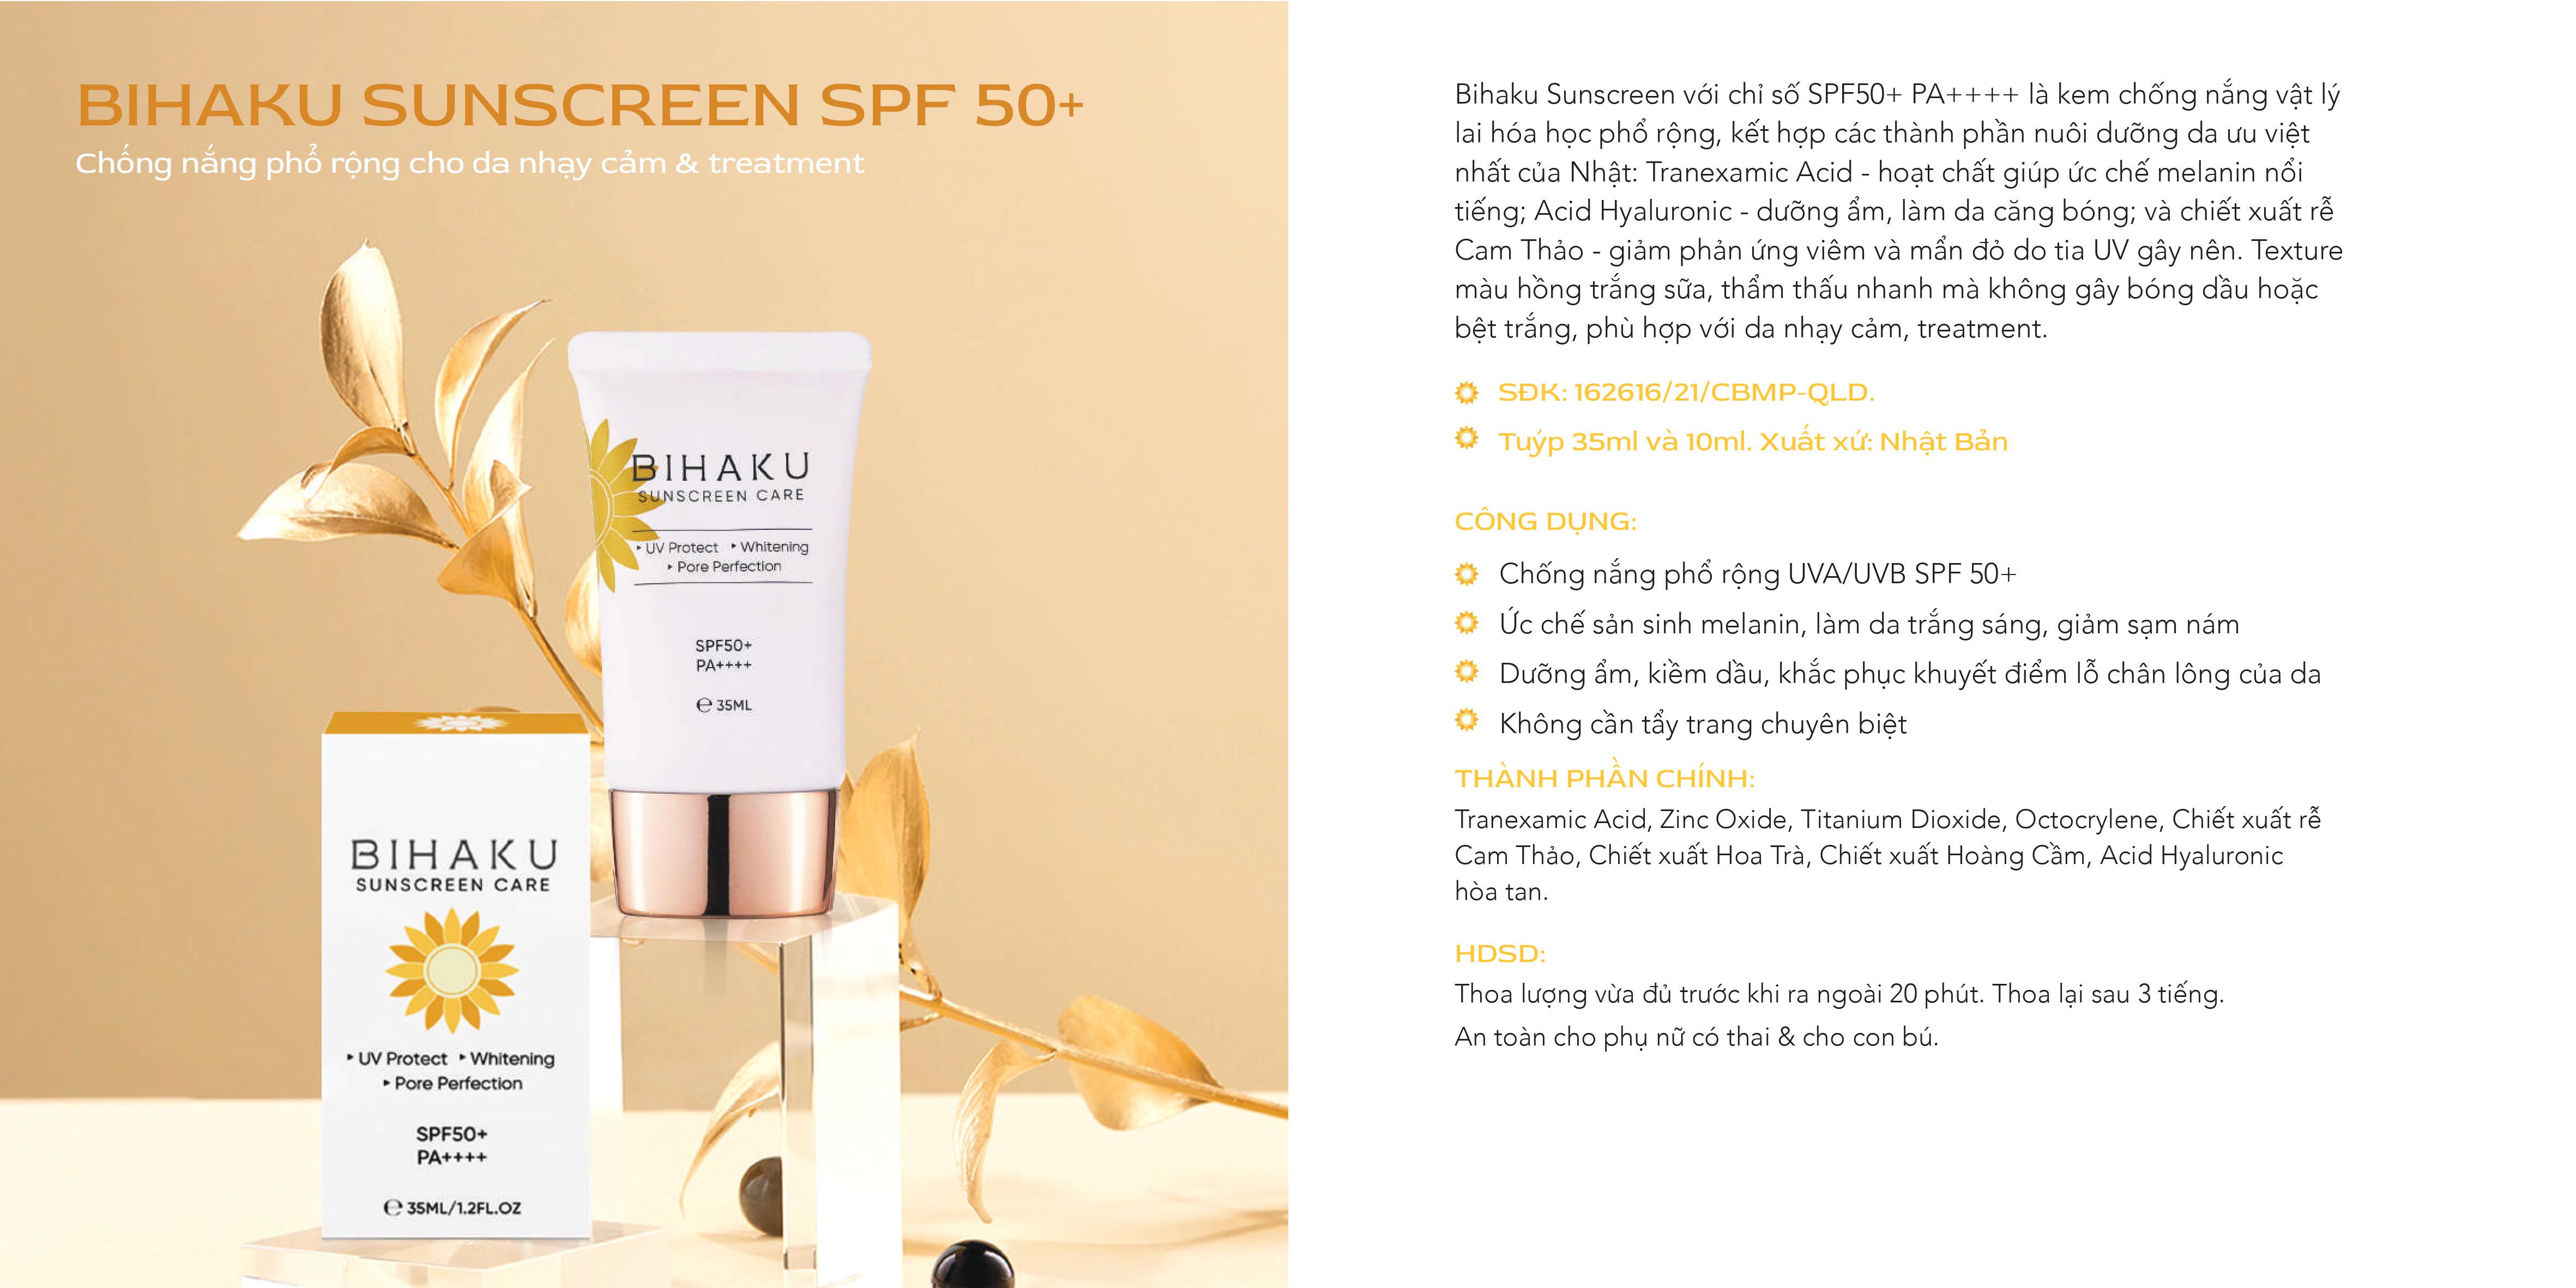 BIHAKU SUNSCREEN SPF 50+
Chống nắng phổ rộng cho da nhạy cảm & treatment
BIHAKU
SUNSCREEN CARE
‣ UV Protect ‣ Whitening
‣ Pore Perfection
SPF50+
PA++++
℮ 35ML
BIHAKU
SUNSCREEN CARE
‣ UV Protect ‣ Whitening
‣ Pore Perfection
SPF50+
PA++++
℮ 35ML/1.2FL.OZ
Bihaku Sunscreen với chỉ số SPF50+ PA++++ là kem chống nắng vật lý
lai hóa học phổ rộng, kết hợp các thành phần nuôi dưỡng da ưu việt
nhất của Nhật: Tranexamic Acid - hoạt chất giúp ức chế melanin nổi
tiếng; Acid Hyaluronic - dưỡng ẩm, làm da căng bóng; và chiết xuất rễ
Cam Thảo - giảm phản ứng viêm và mẩn đỏ do tia UV gây nên. Texture
màu hồng trắng sữa, thẩm thấu nhanh mà không gây bóng dầu hoặc
bệt trắng, phù hợp với da nhạy cảm, treatment.
SĐK: 162616/21/CBMP-QLD.
Tuýp 35ml và 10ml. Xuất xứ: Nhật Bản
CÔNG DỤNG:
Chống nắng phổ rộng UVA/UVB SPF 50+
Ức chế sản sinh melanin, làm da trắng sáng, giảm sạm nám
Dưỡng ẩm, kiềm dầu, khắc phục khuyết điểm lỗ chân lông của da
Không cần tẩy trang chuyên biệt
THÀNH PHẦN CHÍNH:
Tranexamic Acid, Zinc Oxide, Titanium Dioxide, Octocrylene, Chiết xuất rễ
Cam Thảo, Chiết xuất Hoa Trà, Chiết xuất Hoàng Cầm, Acid Hyaluronic
hòa tan.
HDSD:
Thoa lượng vừa đủ trước khi ra ngoài 20 phút. Thoa lại sau 3 tiếng.
An toàn cho phụ nữ có thai & cho con bú.